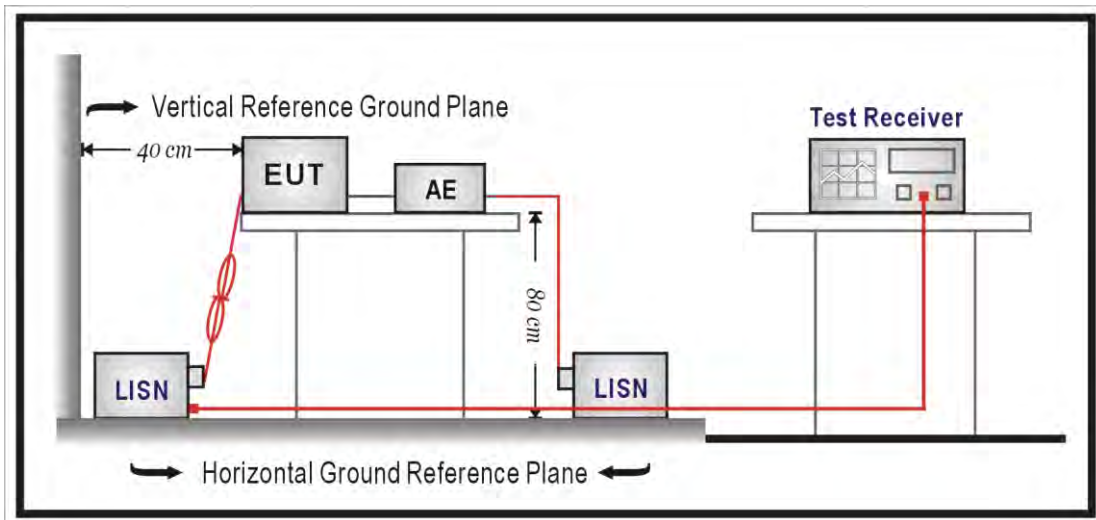 Vertical Reference Ground Plane
Test Receiver
40 cm
EUT
AE
80 cm
LISN
LISN
Horizontal Ground Reference Plane